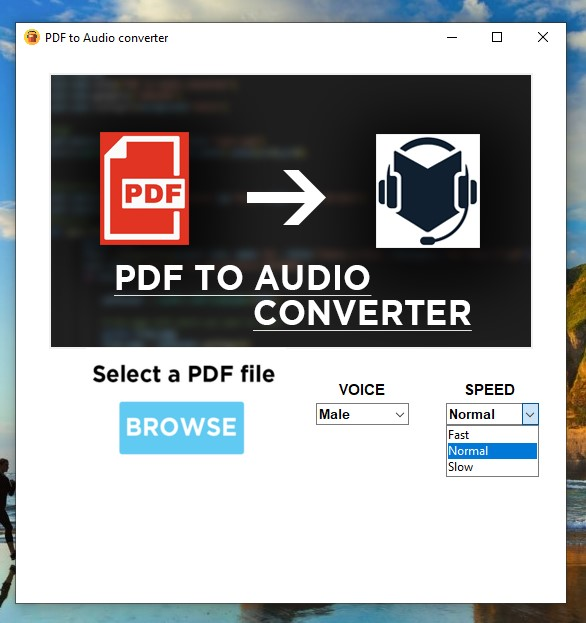 PDF to Audio converter
PDF
PDF TO AUDIO
CONVERTER
Select a PDF file
BROWSE
VOICE
Male
SPEED
Normal
Fast
Normal
Slow